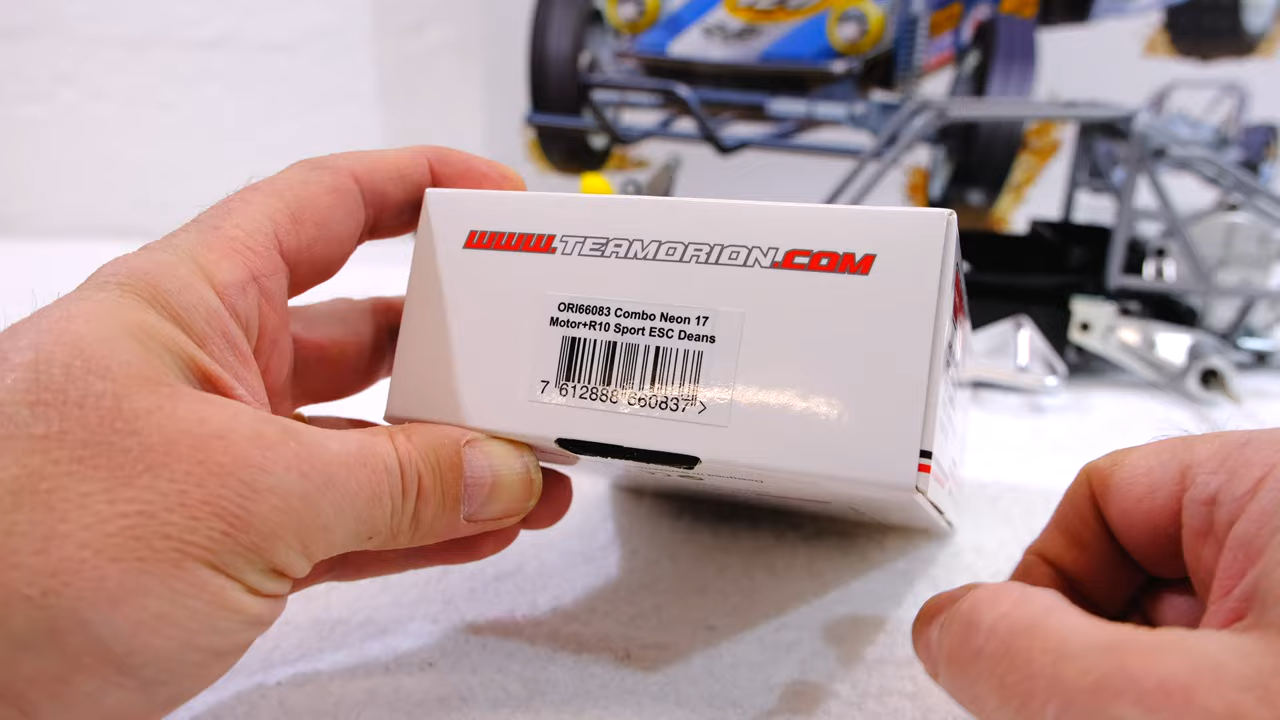 WWW.TEAMORION.COM
ORI66083 Combo Neon 17
Motor+R10 Sport ESC Deans
7 612888 660837 >